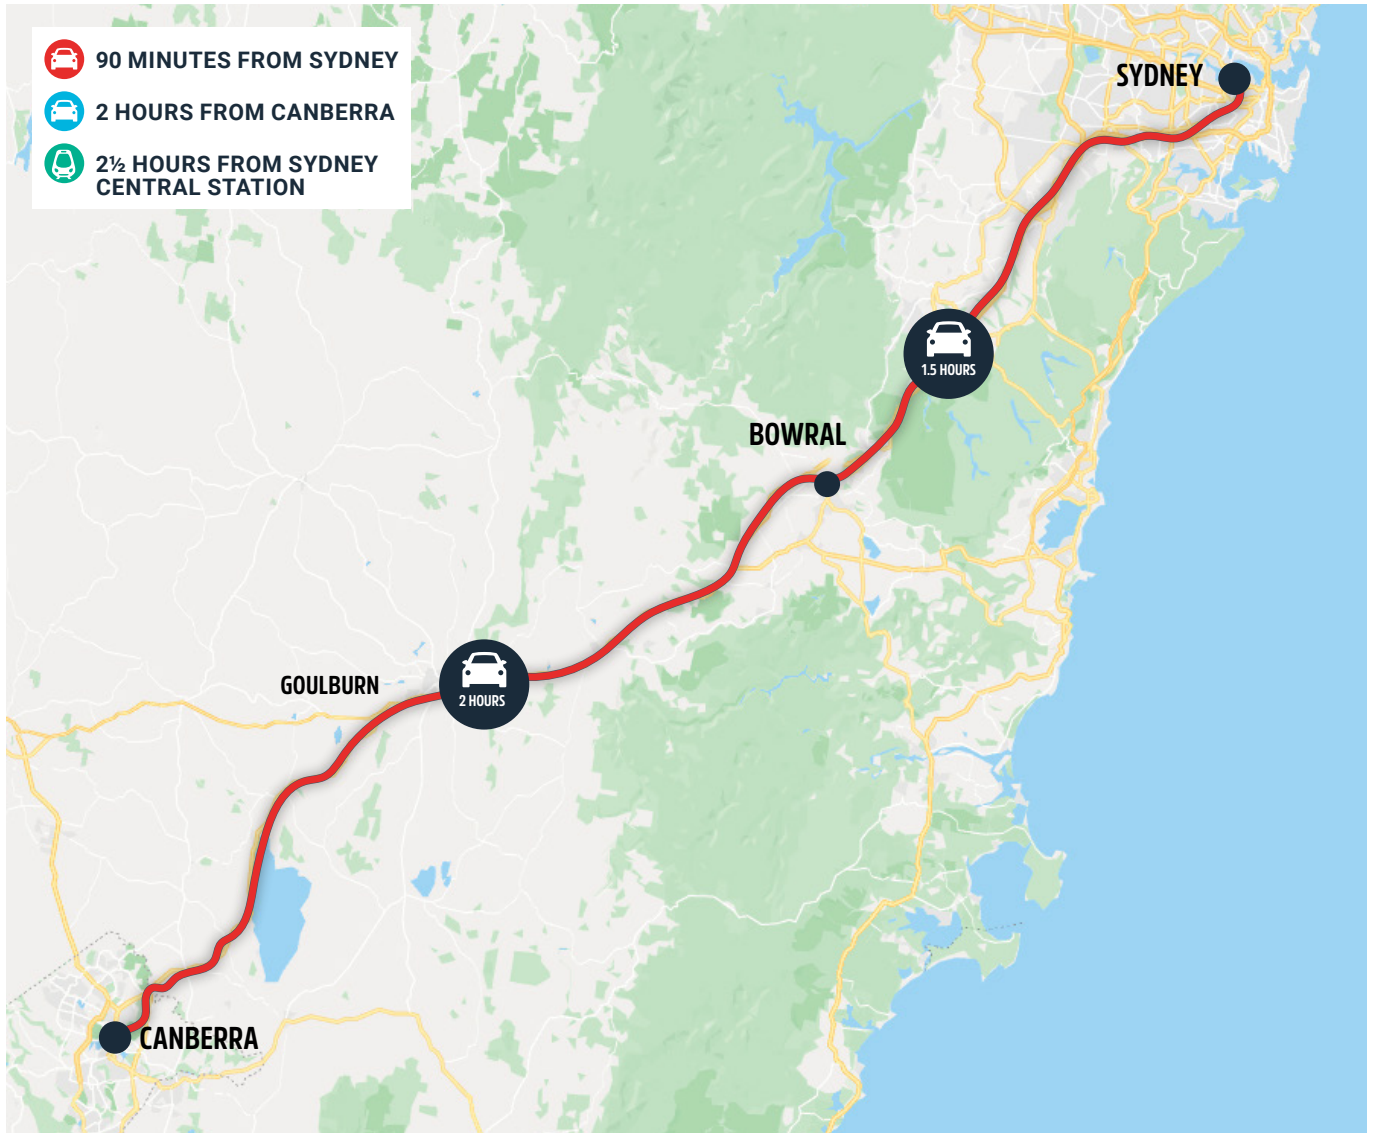 90 MINUTES FROM SYDNEY
2 HOURS FROM CANBERRA
2½ HOURS FROM SYDNEY
CENTRAL STATION
SYDNEY
1.5 HOURS
BOWRAL
GOULBURN
2 HOURS
CANBERRA